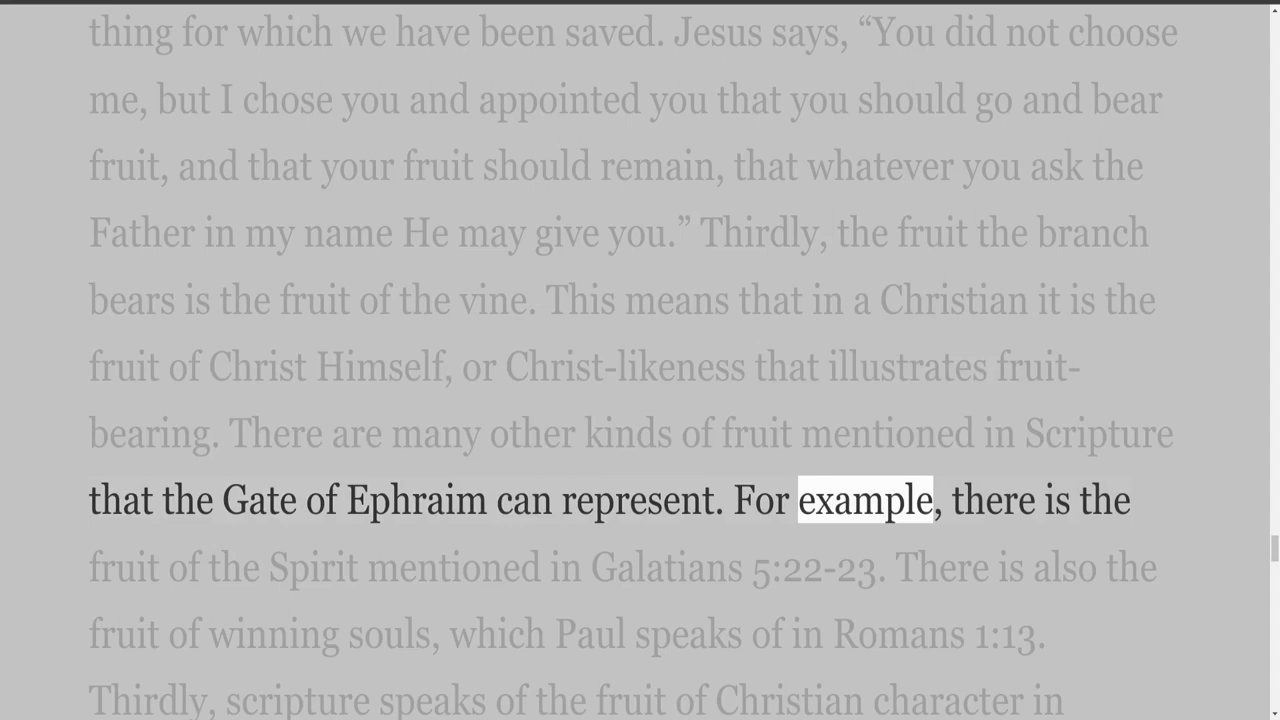 thing for which we have been saved. Jesus says, “You did not choose
me, but I chose you and appointed you that you should go and bear
fruit, and that your fruit should remain, that whatever you ask the
Father in my name He may give you.” Thirdly, the fruit the branch
bears is the fruit of the vine. This means that in a Christian it is the
fruit of Christ Himself, or Christ-likeness that illustrates fruit-
bearing. There are many other kinds of fruit mentioned in Scripture
that the Gate of Ephraim can represent. For example, there is the
fruit of the Spirit mentioned in Galatians 5:22-23. There is also the
fruit of winning souls, which Paul speaks of in Romans 1:13.
Thirdly, scripture speaks of the fruit of Christian character in